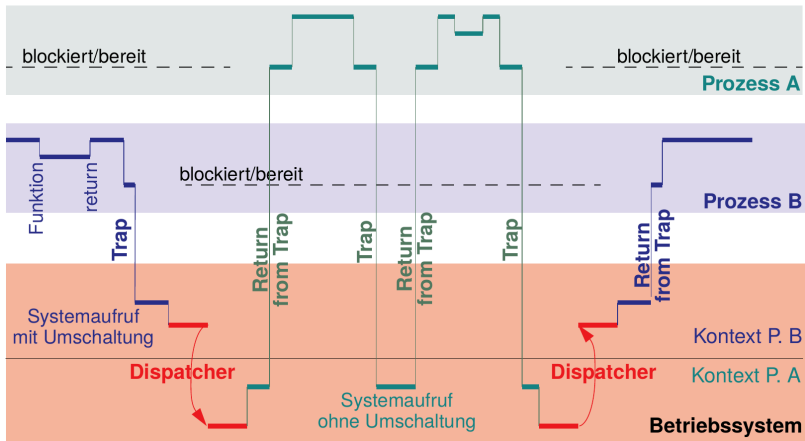 blockiert/bereit
blockiert/bereit
Prozess A
Funktion
return
blockiert/bereit
Prozess B
Trap
Return
from Trap
Trap
Return
from Trap
Trap
Return
from Trap
Systemaufruf
mit Umschaltung
Kontext P. B
Dispatcher
Dispatcher
Kontext P. A
Systemaufruf
ohne Umschaltung
Betriebssystem